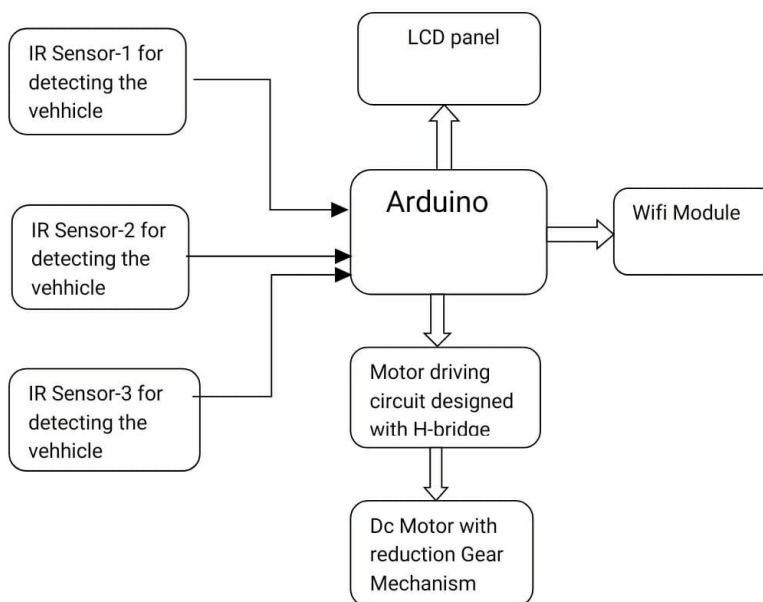 IR Sensor-1 for
detecting the
vehhicle
LCD panel
Arduino
Wifi Module
IR Sensor-2 for
detecting the
vehhicle
IR Sensor-3 for
detecting the
vehhicle
Motor driving
circuit designed
with H-bridge
Dc Motor with
reduction Gear
Mechanism